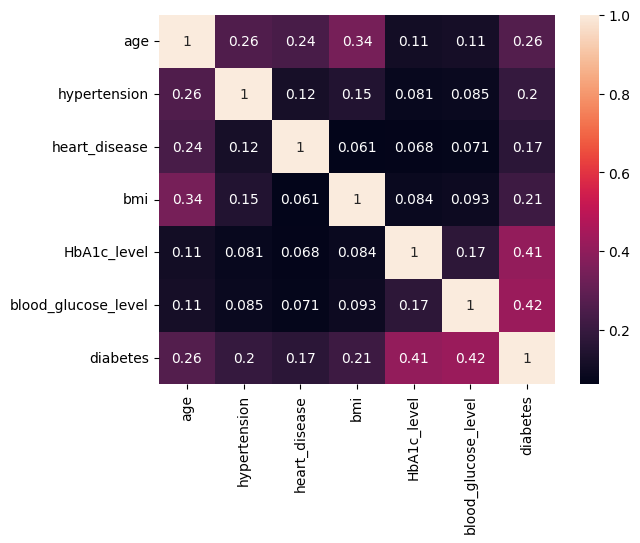 age 1 0.26 0.24 0.34 0.11 0.11 0.26
hypertension 0.26 1 0.12 0.15 0.081 0.085 0.2
heart_disease 0.24 0.12 1 0.061 0.068 0.071 0.17
bmi 0.34 0.15 0.061 1 0.084 0.093 0.21
HbA1c_level 0.11 0.081 0.068 0.084 1 0.17 0.41
blood_glucose_level 0.11 0.085 0.071 0.093 0.17 1 0.42
diabetes 0.26 0.2 0.17 0.21 0.41 0.42 1
age
hypertension
heart_disease
bmi
HbA1c_level
blood_glucose_level
diabetes
1.0
0.8
0.6
0.4
0.2